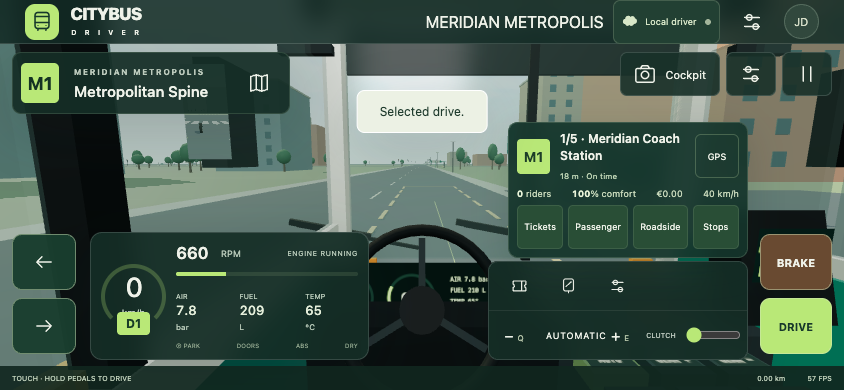 CITYBUS
DRIVER
MERIDIAN METROPOLIS
Local driver
JD
M1
MERIDIAN METROPOLIS
Metropolitan Spine
Cockpit
Selected drive.
M1
1/5 · Meridian Coach
Station
18 m · On time
GPS
0 riders
100% comfort
€0.00
40 km/h
Tickets
Passenger
Roadside
Stops
660 RPM
ENGINE RUNNING
0
D1
AIR
7.8
bar
FUEL
209
L
TEMP
65
°C
PARK
DOORS
ABS
DRY
AIR 7.8 bar
FUEL 210 L
− Q
AUTOMATIC
+ E
CLUTCH
BRAKE
DRIVE
TOUCH · HOLD PEDALS TO DRIVE
0.00 km
57 FPS